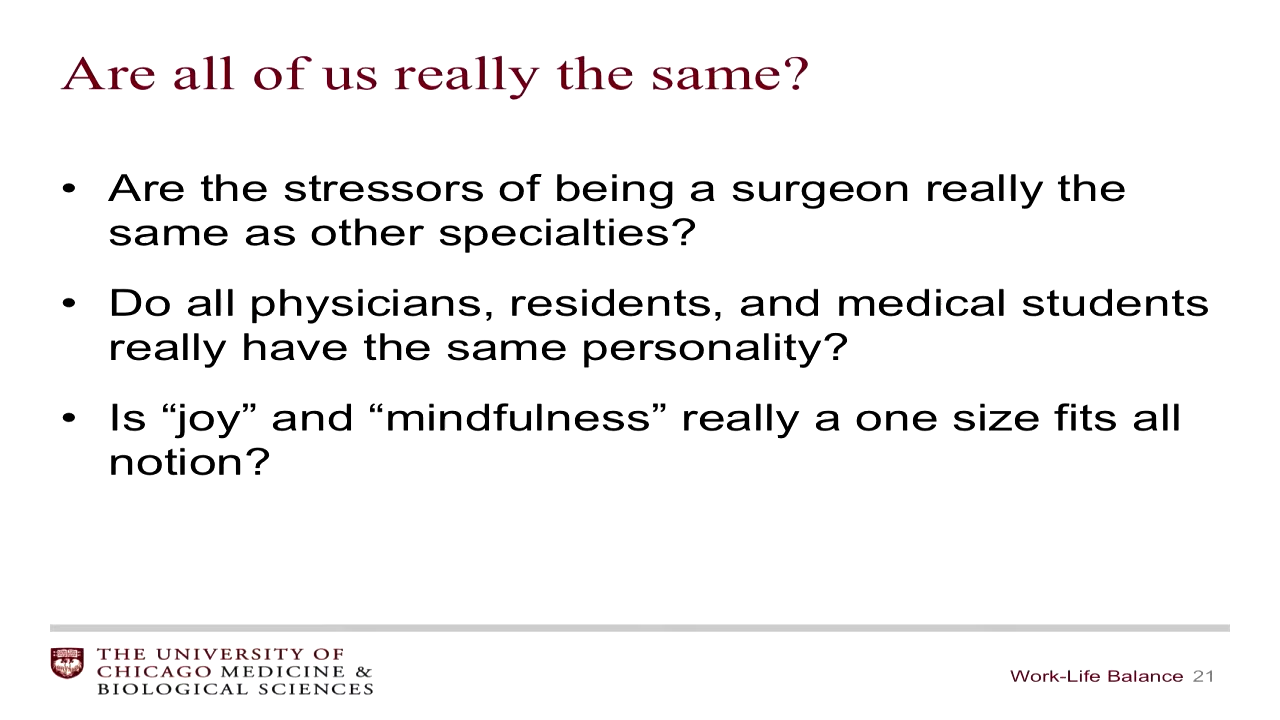 Are all of us really the same?
• Are the stressors of being a surgeon really the
same as other specialties?
• Do all physicians, residents, and medical students
really have the same personality?
• Is “joy” and “mindfulness” really a one size fits all
notion?
THE UNIVERSITY OF
CHICAGO MEDICINE &
BIOLOGICAL SCIENCES
Work-Life Balance 21